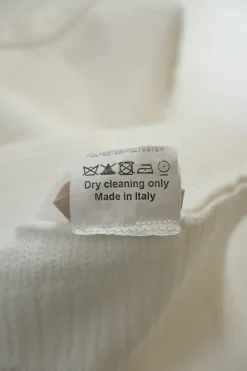 POLYESTER/POLYESTER
Dry cleaning only
Made in Italy